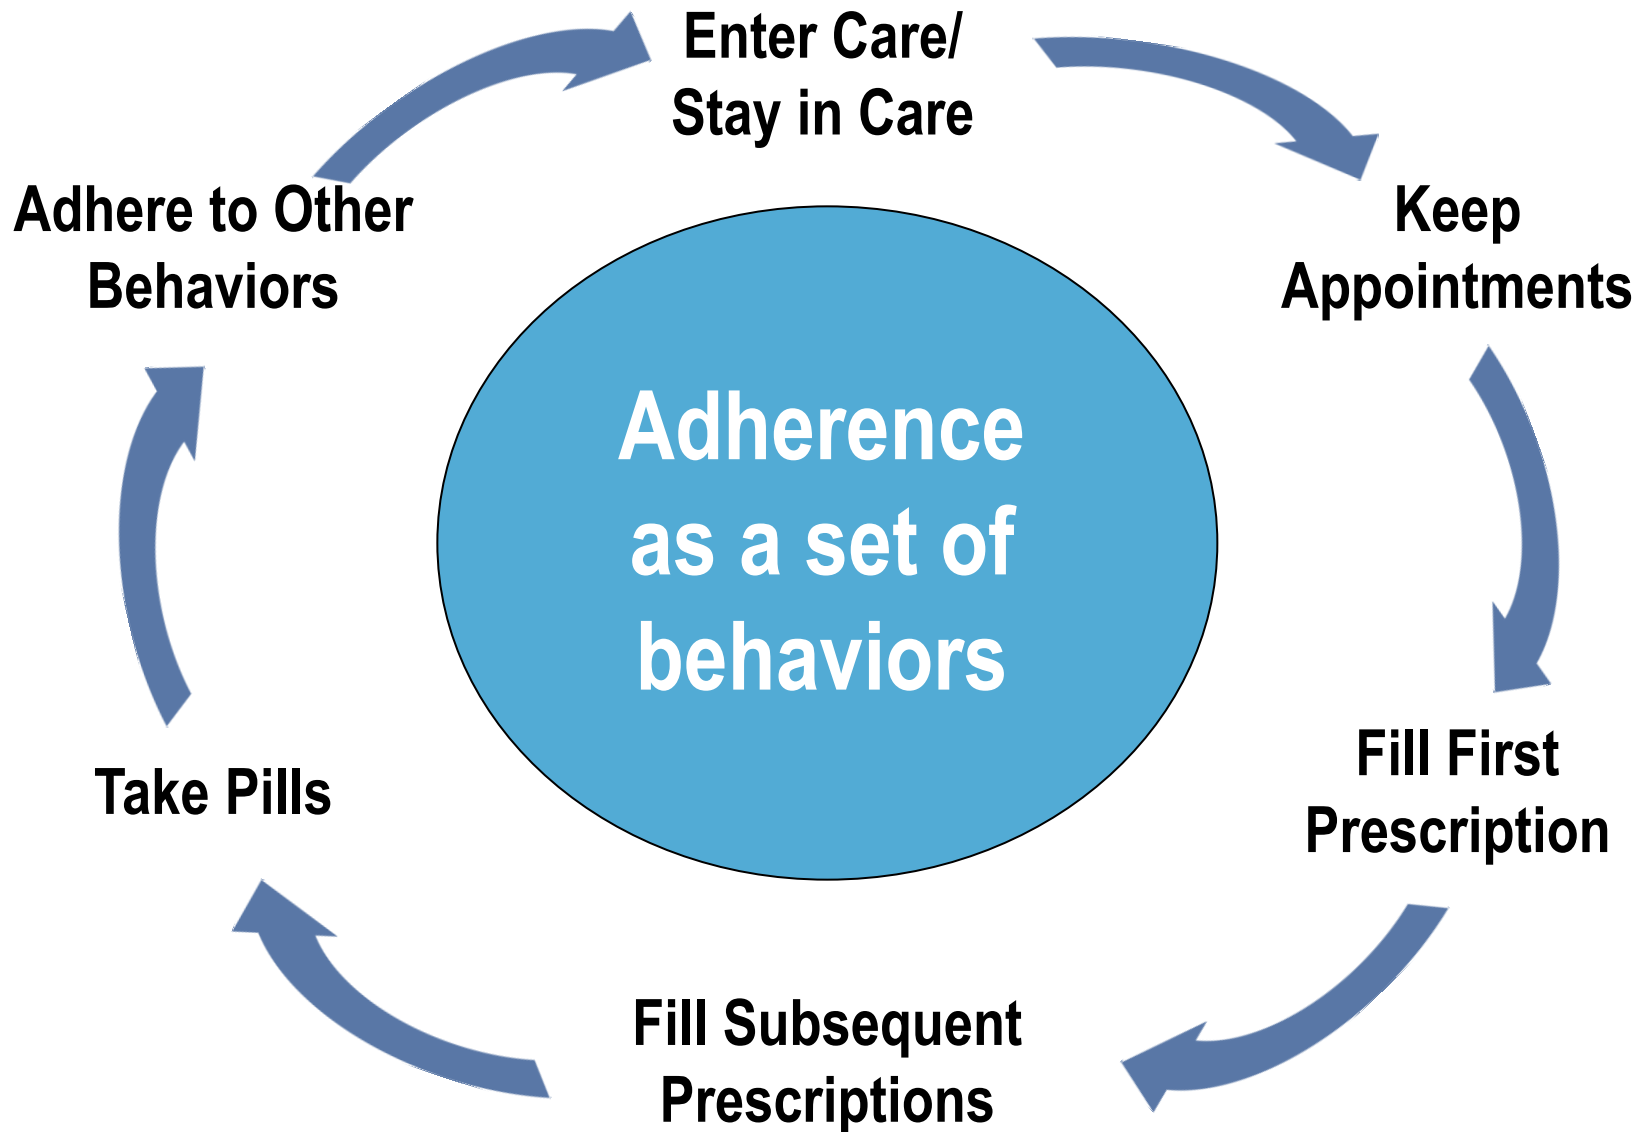 Enter Care/
Stay in Care
Keep
Appointments
Fill First
Prescription
Fill Subsequent
Prescriptions
Take Pills
Adhere to Other
Behaviors
Adherence
as a set of
behaviors